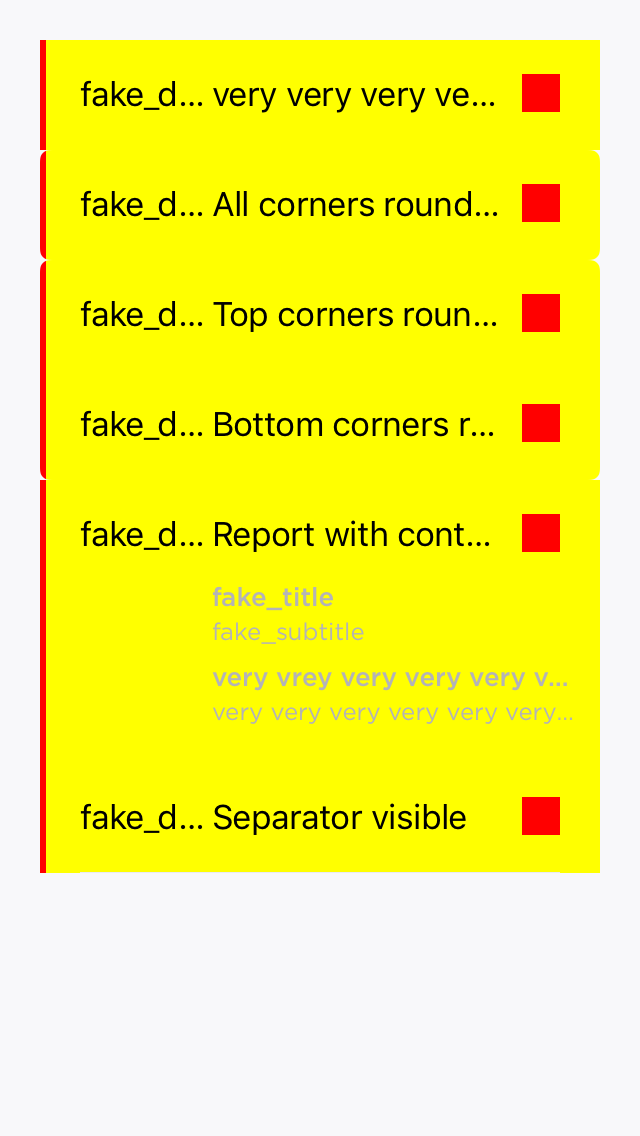 fake_d... very very very ve...
fake_d... All corners round...
fake_d... Top corners roun...
fake_d... Bottom corners r...
fake_d... Report with cont...
fake_title
fake_subtitle
very vrey very very very v...
very very very very very very...
fake_d... Separator visible